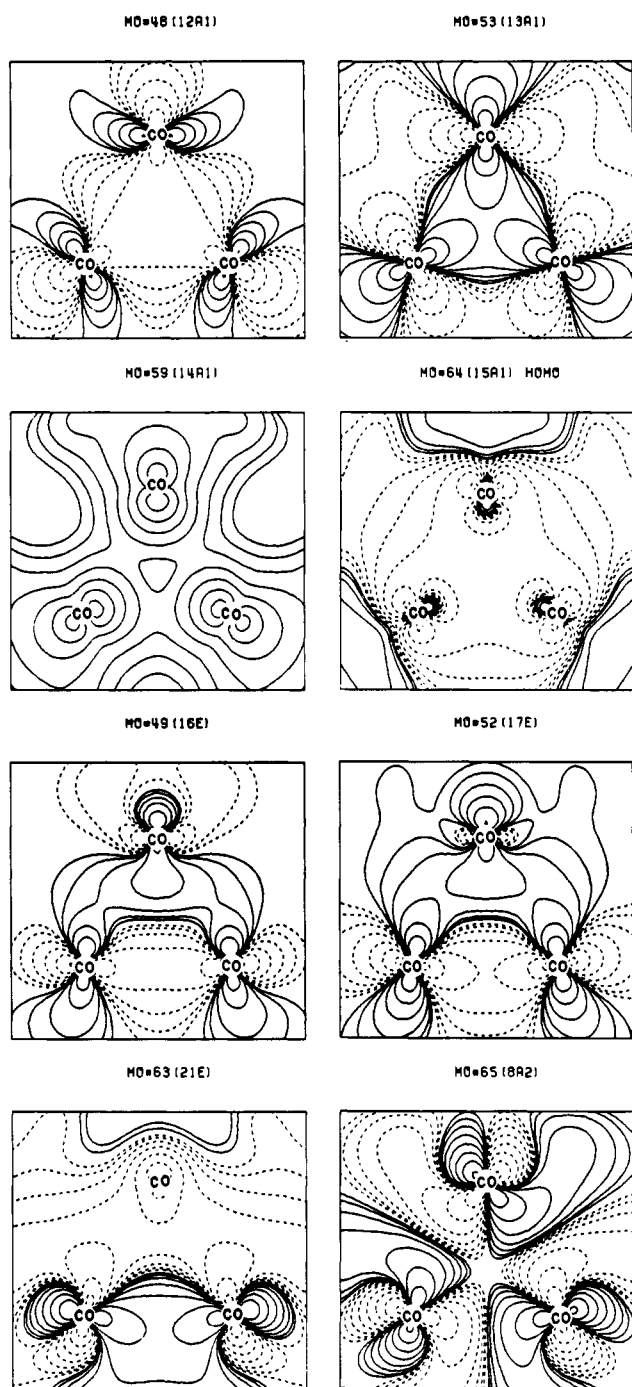 MO=48(12A1)
MO=53(13A1)
CO
CO
CO CO
CO CO
MO=59(14A1)
MO=64(15A1) HOMO
CO
CO
CO CO
CO CO
MO=49(16E)
MO=52(17E)
CO
CO
CO CO
CO CO
MO=63(21E)
MO=65(8A2)
CO
CO
CO CO
CO CO